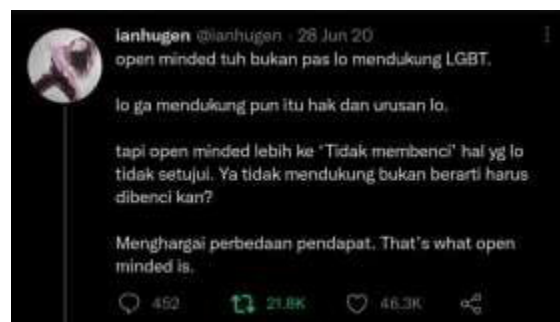 ianhugen @ianhugen · 28 Jun 20
open minded tuh bukan pas lo mendukung LGBT.
lo ga mendukung pun itu hak dan urusan lo.
tapi open minded lebih ke 'Tidak membenci' hal yg lo
tidak setujui. Ya tidak mendukung bukan berarti harus
dibenci kan?
Menghargai perbedaan pendapat. That's what open
minded is.
452 21.8K 46.3K